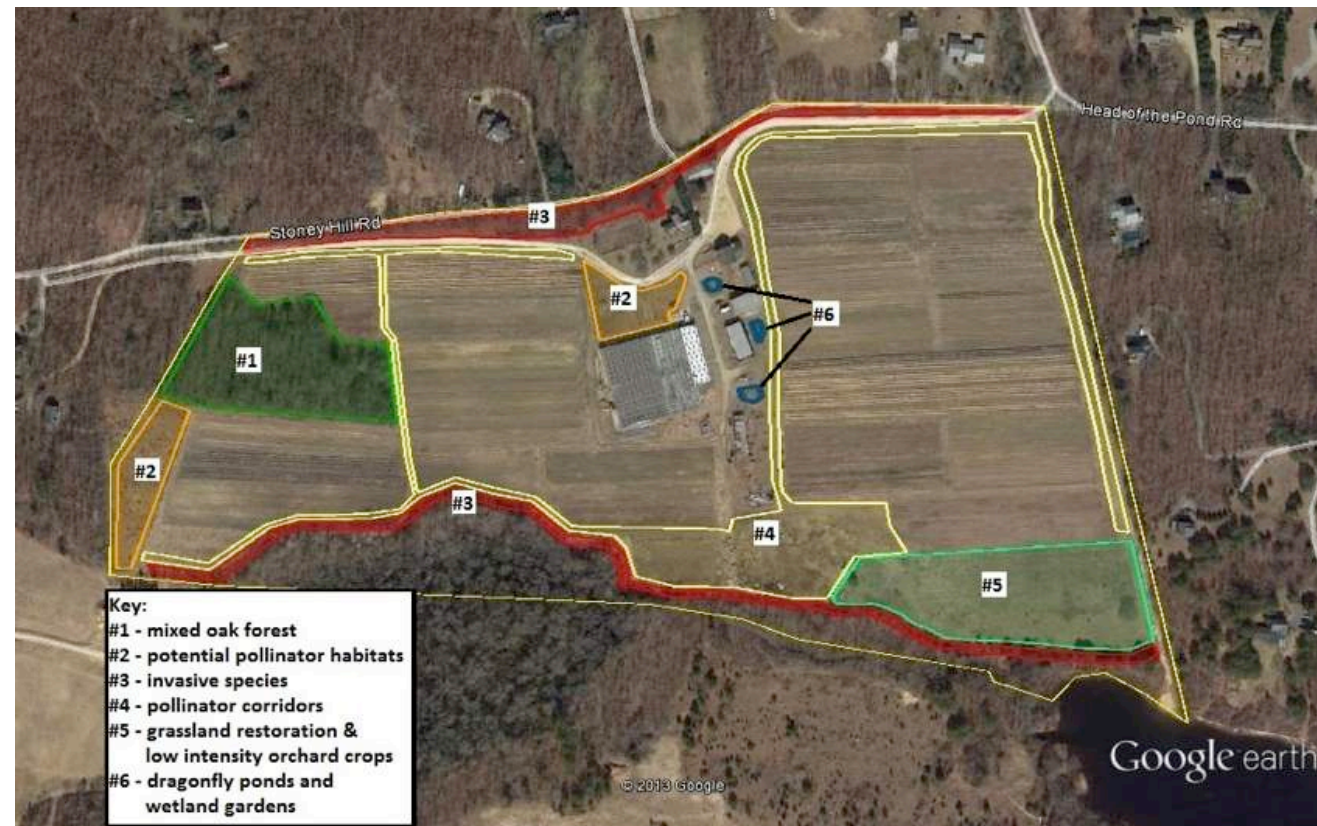 Head of the Pond Rd
#3
Stoney Hill Rd
#2
#6
#1
#2
#3
#4
#5
Key:
#1 - mixed oak forest
#2 - potential pollinator habitats
#3 - invasive species
#4 - pollinator corridors
#5 - grassland restoration &
low intensity orchard crops
#6 - dragonfly ponds and
wetland gardens
Google earth
© 2013 Google